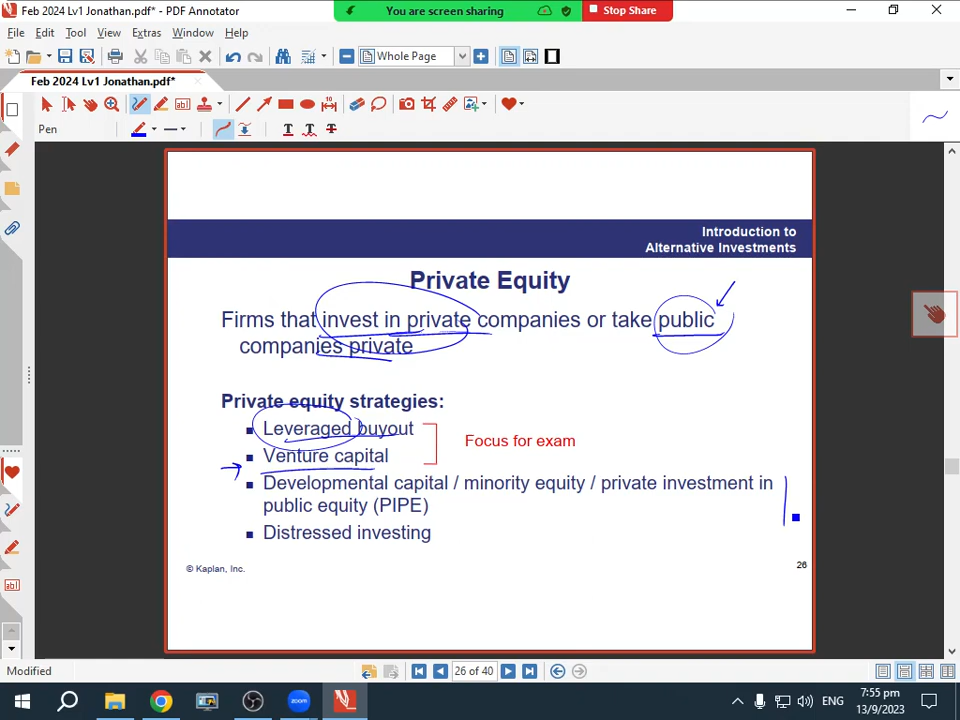 Feb 2024 Lv1 Jonathan.pdf* - PDF Annotator
You are screen sharing
Stop Share
File Edit Tool View Extras Window Help
Whole Page
Feb 2024 Lv1 Jonathan.pdf*
Pen
Introduction to
Alternative Investments
Private Equity
Firms that invest in private companies or take public
companies private
Private equity strategies:
Leveraged buyout
Venture capital
Focus for exam
Developmental capital / minority equity / private investment in
public equity (PIPE)
Distressed investing
© Kaplan, Inc.
26
Modified
26 of 40
zoom
ENG
7:55 pm
13/9/2023